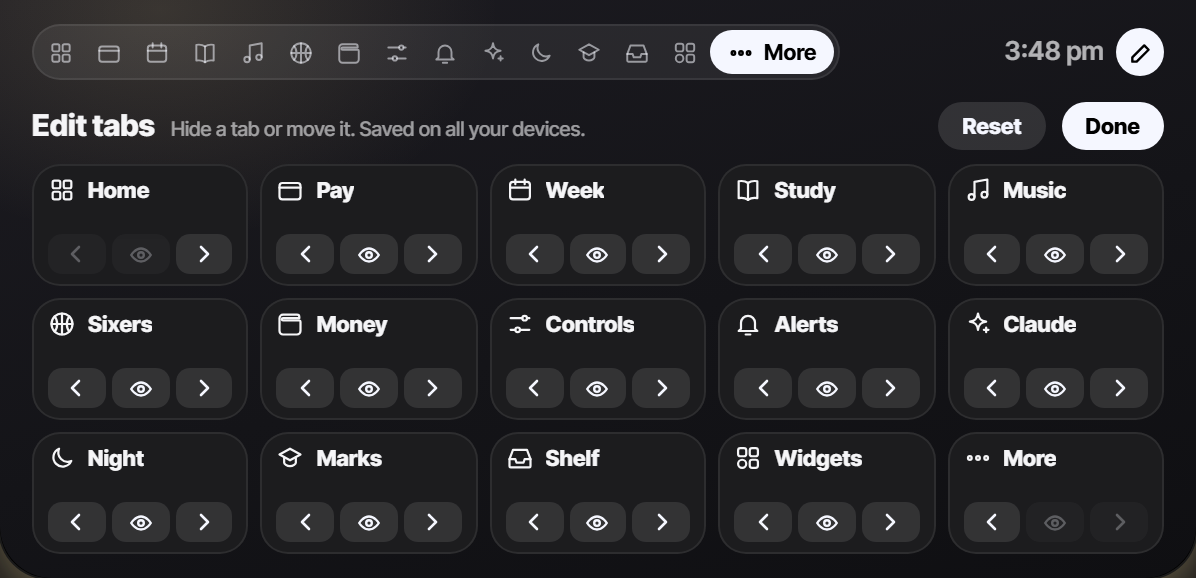 More
3:48 pm
Edit tabs Hide a tab or move it. Saved on all your devices.
Reset Done
Home Pay Week Study Music
Sixers Money Controls Alerts Claude
Night Marks Shelf Widgets More